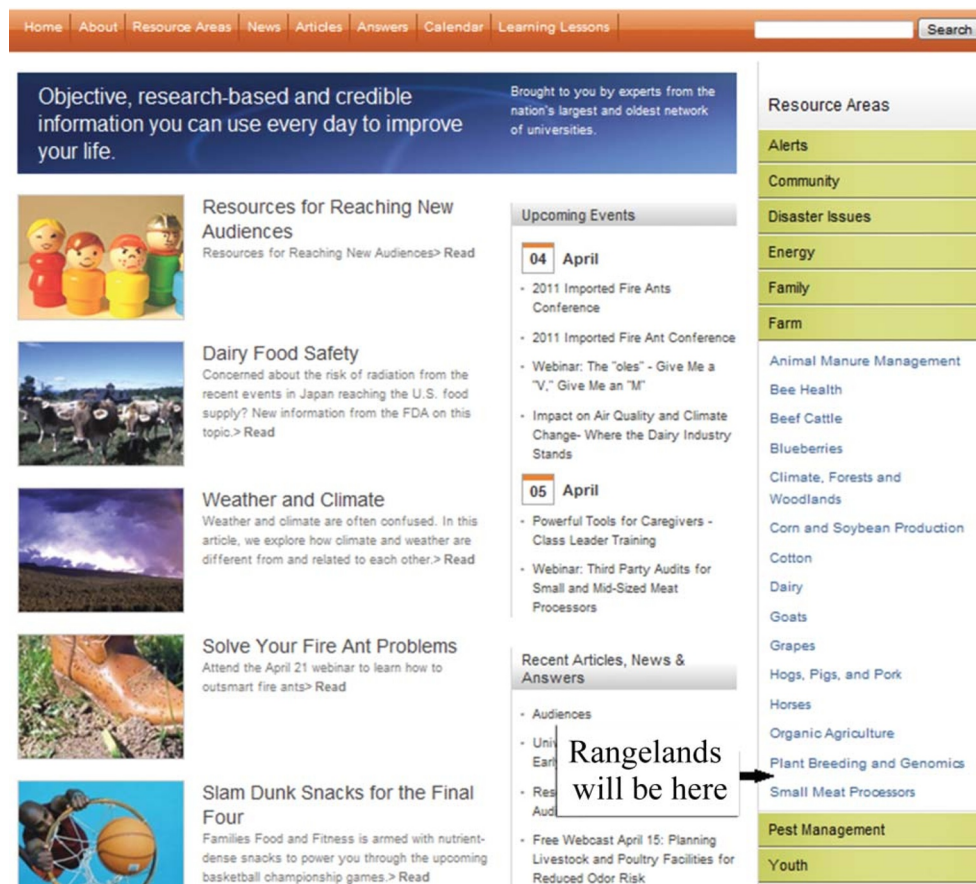 Home About Resource Areas News Articles Answers Calendar Learning Lessons
Search
Objective, research-based and credible
information you can use every day to improve
your life.
Brought to you by experts from the
nation's largest and oldest network
of universities.
Resources for Reaching New
Audiences
Resources for Reaching New Audiences> Read
Dairy Food Safety
Concerned about the risk of radiation from the
recent events in Japan reaching the U.S. food
supply? New information from the FDA on this
topic.> Read
Weather and Climate
Weather and climate are often confused. In this
article, we explore how climate and weather are
different from and related to each other.> Read
Solve Your Fire Ant Problems
Attend the April 21 webinar to learn how to
outsmart fire ants> Read
Slam Dunk Snacks for the Final
Four
Families Food and Fitness is armed with nutrient-
dense snacks to power you through the upcoming
basketball championship games.> Read
Upcoming Events
04 April
- 2011 Imported Fire Ants
Conference
- 2011 Imported Fire Ant Conference
- Webinar: The "oles" - Give Me a
"V," Give Me an "M"
- Impact on Air Quality and Climate
Change- Where the Dairy Industry
Stands
05 April
- Powerful Tools for Caregivers -
Class Leader Training
- Webinar: Third Party Audits for
Small and Mid-Sized Meat
Processors
Recent Articles, News &
Answers
- Audiences
- Free Webcast April 15: Planning
Livestock and Poultry Facilities for
Reduced Odor Risk
Rangelands
will be here
Resource Areas
Alerts
Community
Disaster Issues
Energy
Family
Farm
Animal Manure Management
Bee Health
Beef Cattle
Blueberries
Climate, Forests and
Woodlands
Corn and Soybean Production
Cotton
Dairy
Goats
Grapes
Hogs, Pigs, and Pork
Horses
Organic Agriculture
Plant Breeding and Genomics
Small Meat Processors
Pest Management
Youth